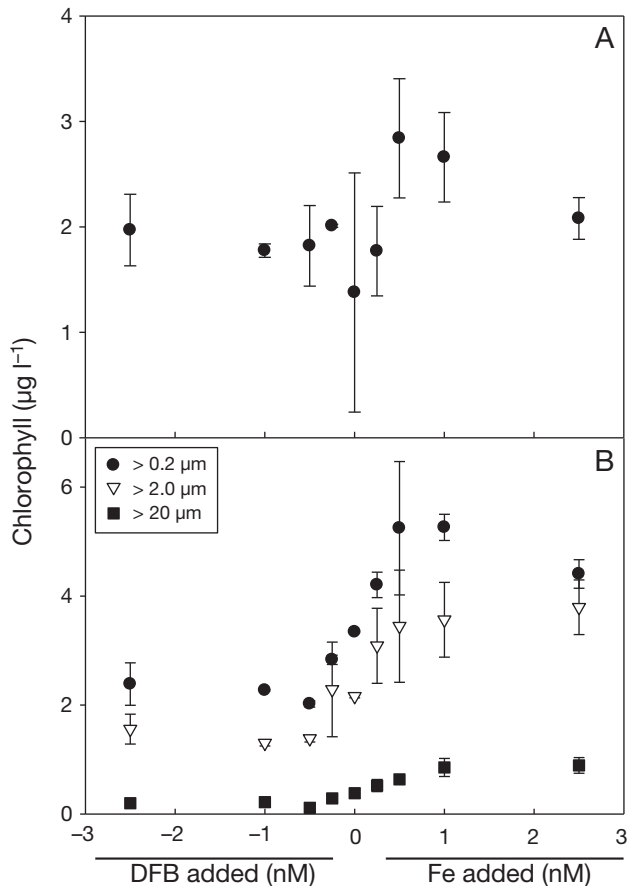 4
A
3
2
1
0
Chlorophyll (µg l–1)
B
> 0.2 µm
> 2.0 µm
> 20 µm
6
4
2
0
–3 –2 –1 0 1 2 3
DFB added (nM) Fe added (nM)